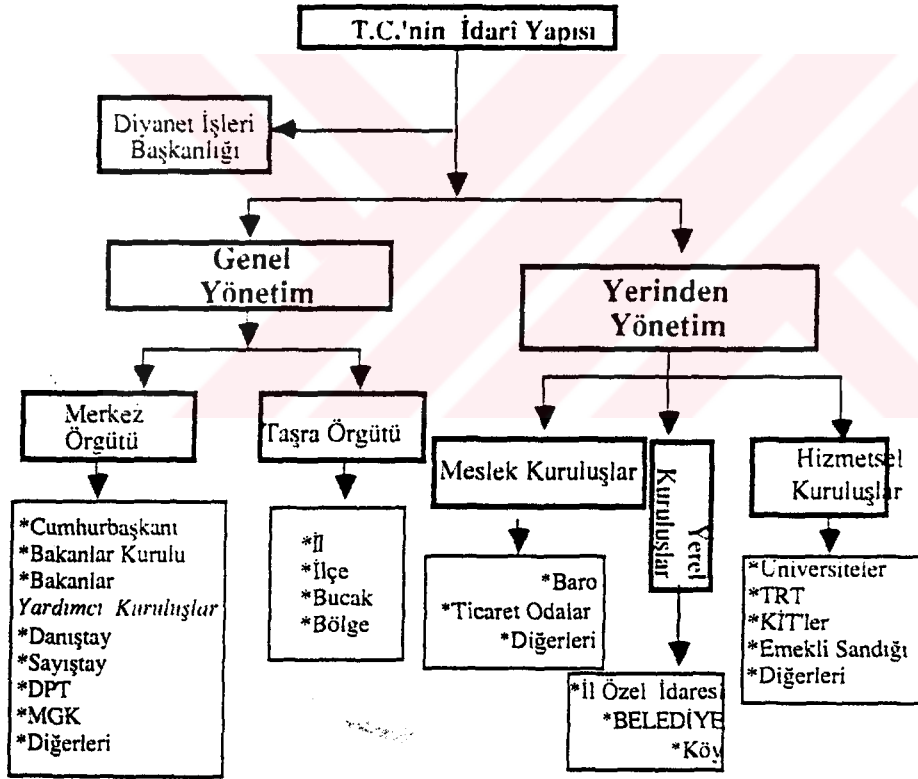 T.C.'nin İdarî Yapısı
Diyanet İşleri
Başkanlığı
Genel
Yönetim
Yerinden
Yönetim
Merkez
Örgütü
Taşra Örgütü
Meslek Kuruluşlar
Yerel
Kuruluşlar
Hizmetsel
Kuruluşlar
*Cumhurbaşkanı
*Bakanlar Kurulu
*Bakanlar
Yardımcı Kuruluşlar
*Danıştay
*Sayıştay
*DPT
*MGK
*Diğerleri
*İl
*İlçe
*Bucak
*Bölge
*Baro
*Ticaret Odalar
*Diğerleri
*İl Özel İdaresi
*BELEDİYE
*Köy
*Üniversiteler
*TRT
*KİT'ler
*Emekli Sandığı
*Diğerleri